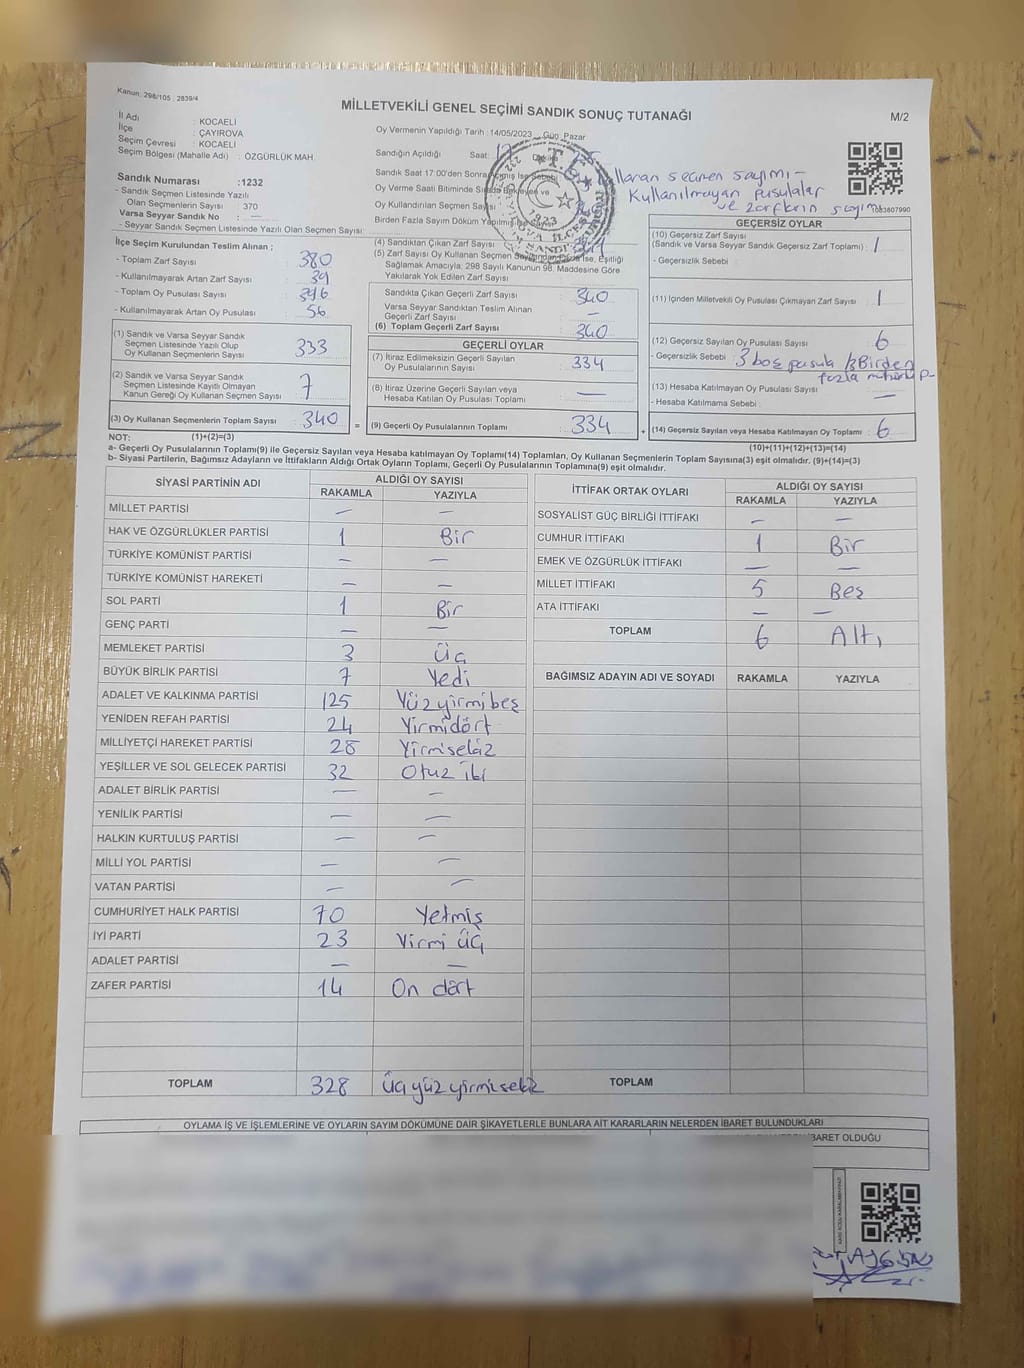 Kanun. 298/105 , 2839/4
MİLLETVEKİLİ GENEL SEÇİMİ SANDIK SONUÇ TUTANAĞI
M/2
İl Adı : KOCAELİ
İlçe : ÇAYIROVA
Seçim Çevresi : KOCAELİ
Seçim Bölgesi (Mahalle Adı) : ÖZGÜRLÜK MAH.
Sandık Numarası :1232
- Sandık Seçmen Listesinde Yazılı
Olan Seçmenlerin Sayısı 370
Varsa Seyyar Sandık No : —
- Seyyar Sandık Seçmen Listesinde Yazılı Olan Seçmen Sayısı:
Oy Vermenin Yapıldığı Tarih : 14/05/2023 Gün Pazar
Sandığın Açıldığı Saat:
Sandık Saat 17.00'den Sonra
Oy Verme Saati Bitiminde
Oy Kullandırılan Seçmen Sayısı
Birden Fazla Sayım Döküm
seçmen sayımı -
Kullanılmayan pusulalar
ve zarfların sayımı
İlçe Seçim Kurulundan Teslim Alınan ;
- Toplam Zarf Sayısı : 380
- Kullanılmayarak Artan Zarf Sayısı : 39
- Toplam Oy Pusulası Sayısı : 396
- Kullanılmayarak Artan Oy Pusulası : 56
(4) Sandıktan Çıkan Zarf Sayısı
(5) Zarf Sayısı Oy Kullanan Seçmen Sayısından Fazla İse, Eşitliği
Sağlamak Amacıyla; 298 Sayılı Kanunun 98. Maddesine Göre
Yakılarak Yok Edilen Zarf Sayısı
Sandıkta Çıkan Geçerli Zarf Sayısı : 340
Varsa Seyyar Sandıktan Teslim Alınan
Geçerli Zarf Sayısı : —
(6) Toplam Geçerli Zarf Sayısı : 340
GEÇERSİZ OYLAR
(10) Geçersiz Zarf Sayısı
(Sandık ve Varsa Seyyar Sandık Geçersiz Zarf Toplamı) : 1
- Geçersizlik Sebebi :
(11) İçinden Milletvekili Oy Pusulası Çıkmayan Zarf Sayısı : 1
(12) Geçersiz Sayılan Oy Pusulası Sayısı : 6
- Geçersizlik Sebebi : 3 boş pusula /3 Birden
fazla mühürlü p-
(13) Hesaba Katılmayan Oy Pusulası Sayısı : —
- Hesaba Katılmama Sebebi :
(14) Geçersiz Sayılan veya Hesaba Katılmayan Oy Toplamı : 6
(1) Sandık ve Varsa Seyyar Sandık
Seçmen Listesinde Yazılı Olup
Oy Kullanan Seçmenlerin Sayısı : 333
(2) Sandık ve Varsa Seyyar Sandık
Seçmen Listesinde Kayıtlı Olmayan
Kanun Gereği Oy Kullanan Seçmen Sayısı : 7
(3) Oy Kullanan Seçmenlerin Toplam Sayısı : 340
GEÇERLİ OYLAR
(7) İtiraz Edilmeksizin Geçerli Sayılan
Oy Pusulalarının Sayısı : 334
(8) İtiraz Üzerine Geçerli Sayılan veya
Hesaba Katılan Oy Pusulası Toplamı : —
= (9) Geçerli Oy Pusulalarının Toplamı : 334 +
NOT: (1)+(2)=(3)
(10)+(11)+(12)+(13)=(14)
a- Geçerli Oy Pusulalarının Toplamı(9) ile Geçersiz Sayılan veya Hesaba katılmayan Oy Toplamı(14) Toplamları, Oy Kullanan Seçmenlerin Toplam Sayısına(3) eşit olmalıdır. (9)+(14)=(3)
b- Siyasi Partilerin, Bağımsız Adayların ve İttifakların Aldığı Ortak Oyların Toplamı, Geçerli Oy Pusulalarının Toplamına(9) eşit olmalıdır.
SİYASİ PARTİNİN ADI ALDIĞI OY SAYISI
RAKAMLA YAZIYLA
MİLLET PARTİSİ — —
HAK VE ÖZGÜRLÜKLER PARTİSİ 1 Bir
TÜRKİYE KOMÜNİST PARTİSİ — —
TÜRKİYE KOMÜNİST HAREKETİ — —
SOL PARTİ 1 Bir
GENÇ PARTİ — —
MEMLEKET PARTİSİ 3 Üç
BÜYÜK BİRLİK PARTİSİ 7 Yedi
ADALET VE KALKINMA PARTİSİ 125 Yüzyirmibeş
YENİDEN REFAH PARTİSİ 24 Yirmidört
MİLLİYETÇİ HAREKET PARTİSİ 28 Yirmisekiz
YEŞİLLER VE SOL GELECEK PARTİSİ 32 Otuz iki
ADALET BİRLİK PARTİSİ — —
YENİLİK PARTİSİ — —
HALKIN KURTULUŞ PARTİSİ — —
MİLLİ YOL PARTİSİ — —
VATAN PARTİSİ — —
CUMHURİYET HALK PARTİSİ 70 Yetmiş
İYİ PARTİ 23 Yirmi üç
ADALET PARTİSİ — —
ZAFER PARTİSİ 14 On dört
TOPLAM 328 Üçyüzyirmisekiz
İTTİFAK ORTAK OYLARI ALDIĞI OY SAYISI
RAKAMLA YAZIYLA
SOSYALİST GÜÇ BİRLİĞİ İTTİFAKI — —
CUMHUR İTTİFAKI 1 Bir
EMEK VE ÖZGÜRLÜK İTTİFAKI — —
MİLLET İTTİFAKI 5 Beş
ATA İTTİFAKI — —
TOPLAM 6 Altı
BAĞIMSIZ ADAYIN ADI VE SOYADI RAKAMLA YAZIYLA
TOPLAM
OYLAMA İŞ VE İŞLEMLERİNE VE OYLARIN SAYIM DÖKÜMÜNE DAİR ŞİKAYETLERLE BUNLARA AİT KARARLARIN NELERDEN İBARET BULUNDUKLARI
İBARET OLDUĞU